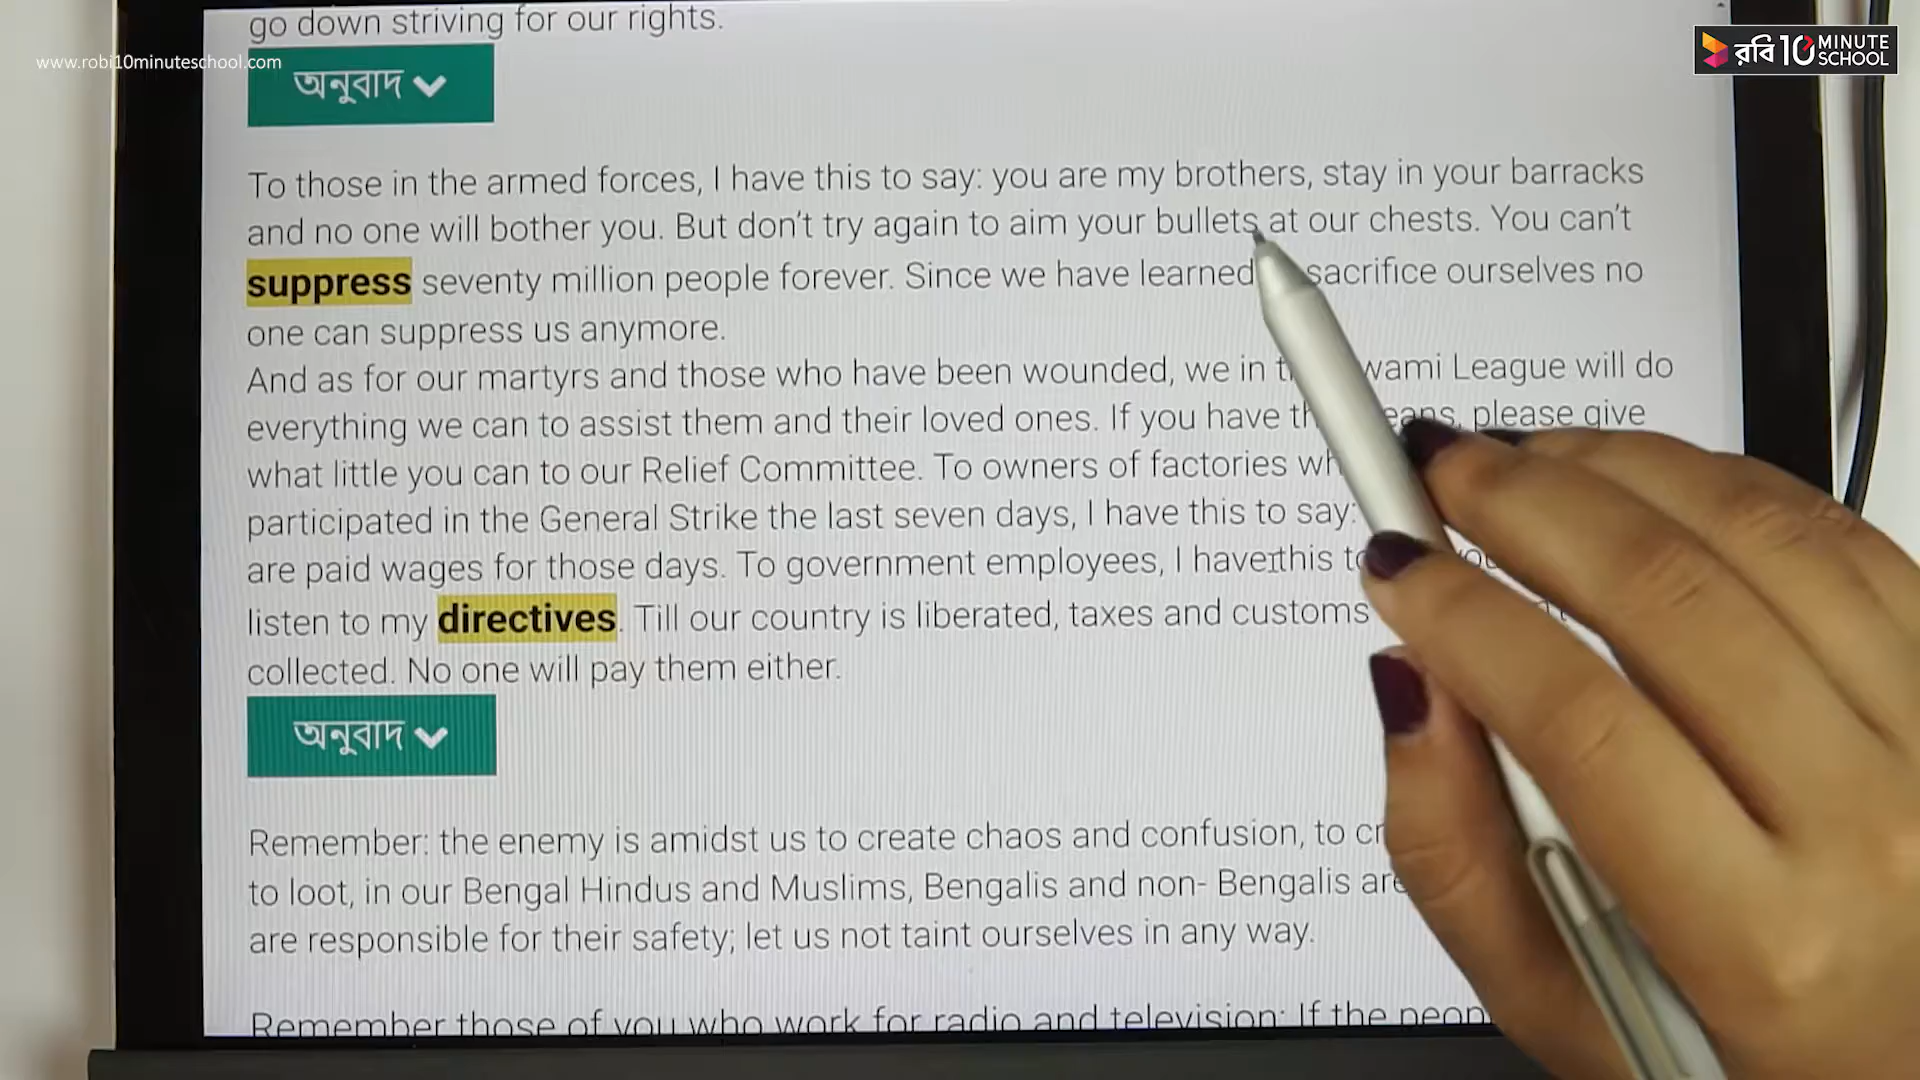 go down striving for our rights.
www.robi10minuteschool.com
রবি 10 MINUTE SCHOOL
অনুবাদ
To those in the armed forces, I have this to say: you are my brothers, stay in your barracks
and no one will bother you. But don't try again to aim your bullets at our chests. You can't
suppress seventy million people forever. Since we have learned sacrifice ourselves no
one can suppress us anymore.
And as for our martyrs and those who have been wounded, we in wami League will do
everything we can to assist them and their loved ones. If you have please give
what little you can to our Relief Committee. To owners of factories
participated in the General Strike the last seven days, I have this to say:
are paid wages for those days. To government employees, I have this
listen to my directives. Till our country is liberated, taxes and customs
collected. No one will pay them either.
অনুবাদ
Remember: the enemy is amidst us to create chaos and confusion, to
to loot, in our Bengal Hindus and Muslims, Bengalis and non- Bengalis are
are responsible for their safety; let us not taint ourselves in any way.
Remember those of you who work for radio and television: If the